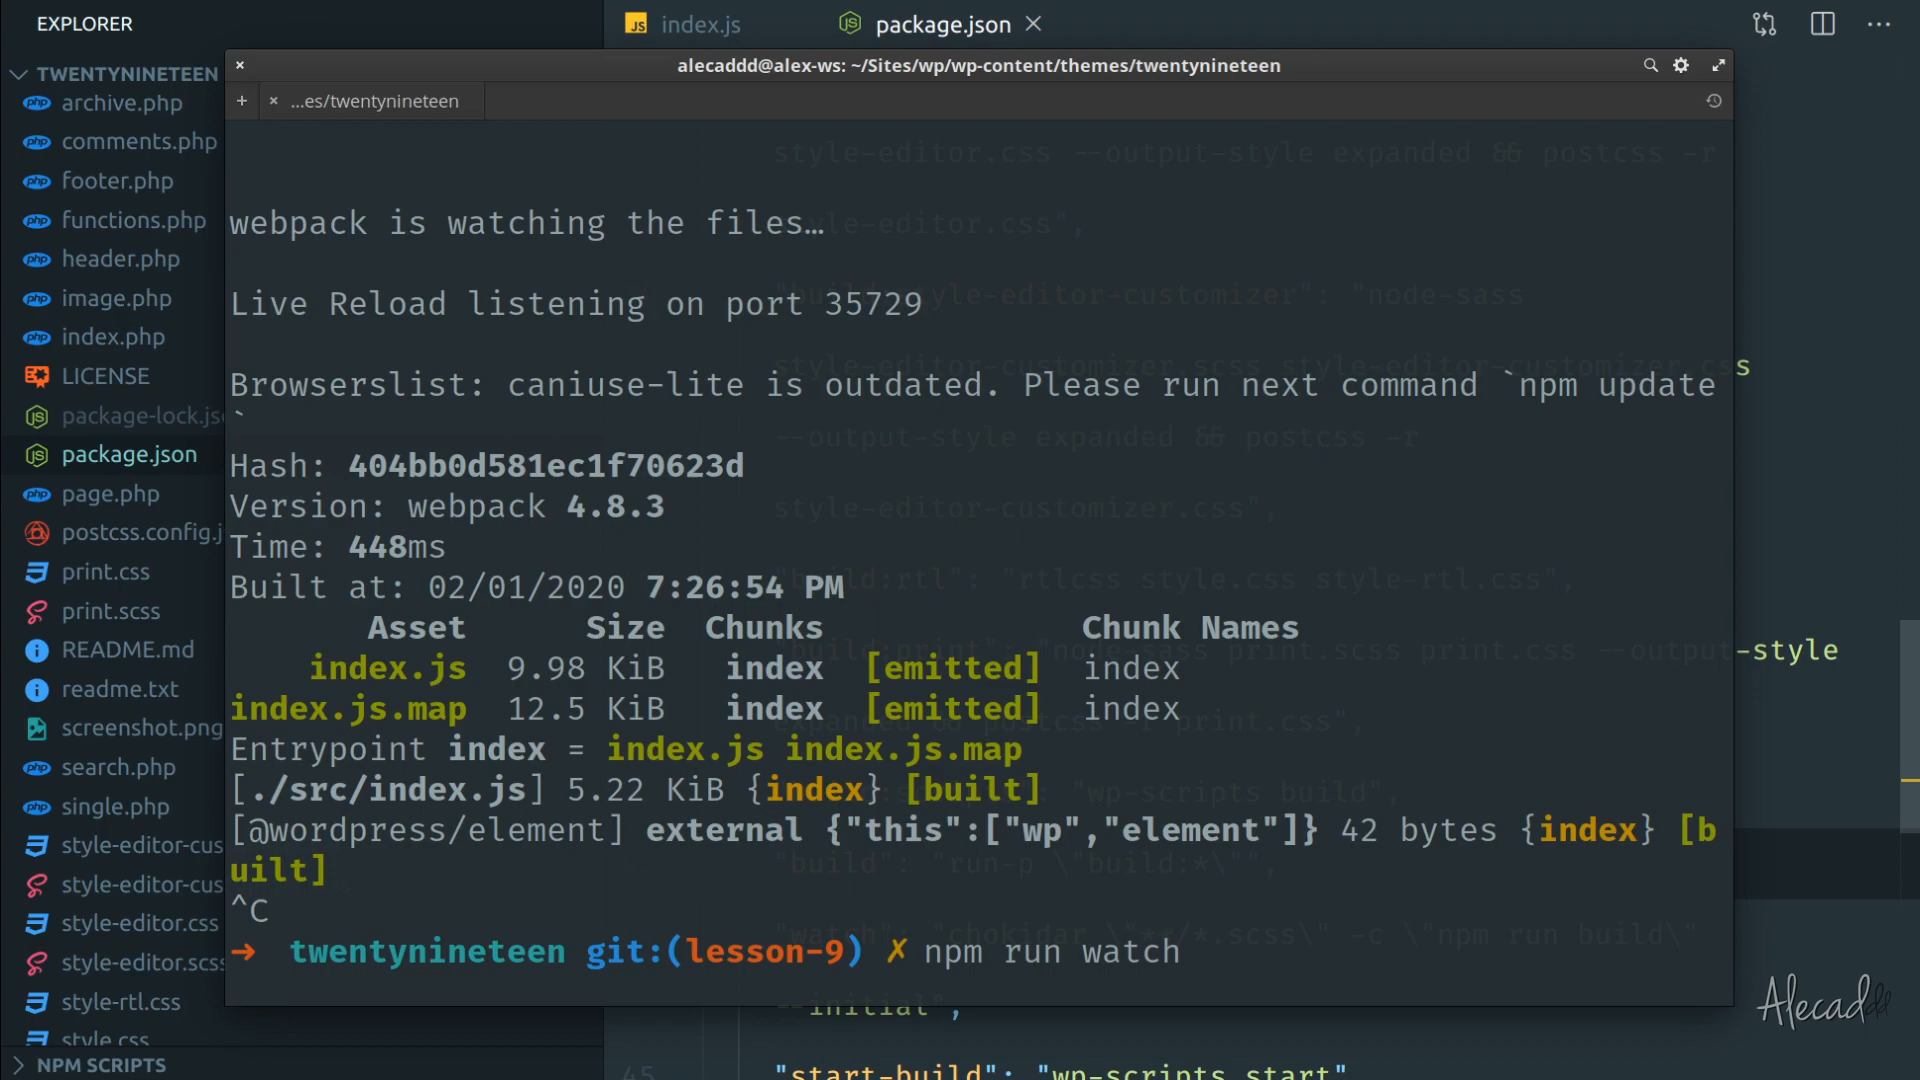 EXPLORER
index.js
package.json
TWENTYNINETEEN
alecaddd@alex-ws: ~/Sites/wp/wp-content/themes/twentynineteen
...es/twentynineteen
archive.php
comments.php
footer.php
functions.php
header.php
image.php
index.php
LICENSE
package-lock.js
package.json
page.php
postcss.config.j
print.css
print.scss
README.md
readme.txt
screenshot.png
search.php
single.php
style-editor-cus
style-editor-cus
style-editor.css
style-editor.scss
style-rtl.css
style.css
NPM SCRIPTS
style-editor.css --output-style expanded && postcss -r
webpack is watching the files…
style-editor.css",
Live Reload listening on port 35729
"build:style-editor-customizer": "node-sass
style-editor-customizer.scss style-editor-customizer.css
Browserslist: caniuse-lite is outdated. Please run next command `npm update
`
--output-style expanded && postcss -r
Hash: 404bb0d581ec1f70623d
Version: webpack 4.8.3
style-editor-customizer.css",
Time: 448ms
"build:rtl": "rtlcss style.css style-rtl.css",
Built at: 02/01/2020 7:26:54 PM
Asset Size Chunks Chunk Names
"build:print": "node-sass print.scss print.css --output-style
index.js 9.98 KiB index [emitted] index
index.js.map 12.5 KiB index [emitted] index
expanded && postcss -r print.css",
Entrypoint index = index.js index.js.map
[./src/index.js] 5.22 KiB {index} [built]
"wp-scripts build",
[@wordpress/element] external {"this":["wp","element"]} 42 bytes {index} [b
uilt]
"build": "run-p \"build:*\"",
^C
"watch": "chokidar \"**/*.scss\" -c \"npm run build\"
➜ twentynineteen git:(lesson-9) ✗ npm run watch
--initial",
45 "start-build": "wp-scripts start"
Alecaddd